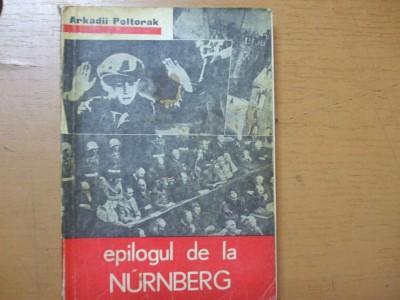 Arkadii Poltorak
epilogul de la
NÜRNBERG